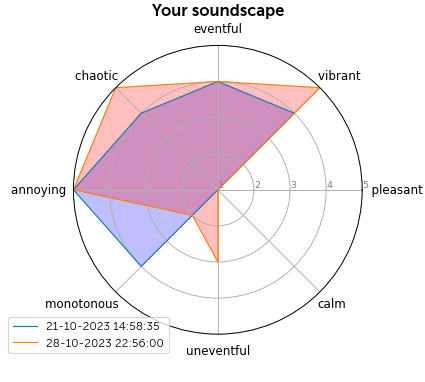 Your soundscape
eventful
chaotic
vibrant
annoying
1
2
3
4
5
pleasant
monotonous
calm
21-10-2023 14:58:35
28-10-2023 22:56:00
uneventful